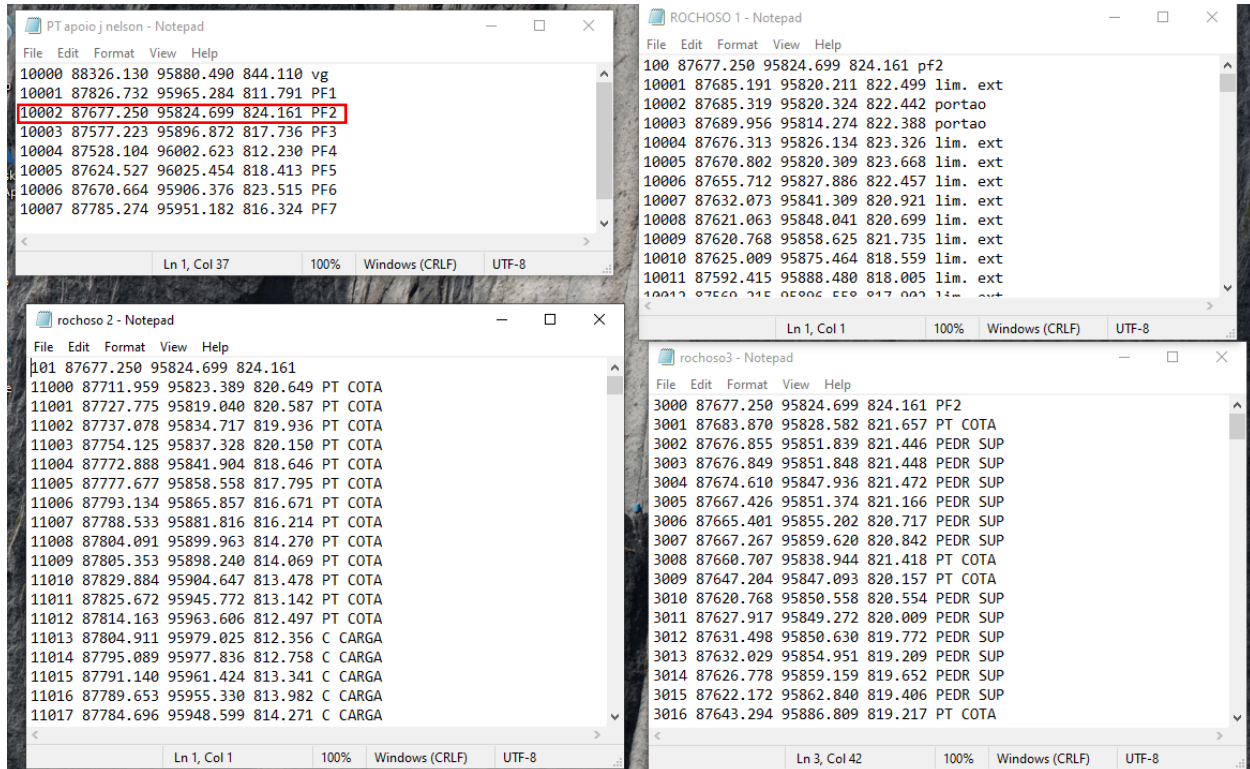 PT apoio j nelson - Notepad
File Edit Format View Help
10000 88326.130 95880.490 844.110 vg
10001 87826.732 95965.284 811.791 PF1
10002 87677.250 95824.699 824.161 PF2
10003 87577.223 95896.872 817.736 PF3
10004 87528.104 96002.623 812.230 PF4
10005 87624.527 96025.454 818.413 PF5
10006 87670.664 95906.376 823.515 PF6
10007 87785.274 95951.182 816.324 PF7
Ln 1, Col 37 100% Windows (CRLF) UTF-8
ROCHOSO 1 - Notepad
File Edit Format View Help
100 87677.250 95824.699 824.161 pf2
10001 87685.191 95820.211 822.499 lim. ext
10002 87685.319 95820.324 822.442 portao
10003 87689.956 95814.274 822.388 portao
10004 87676.313 95826.134 823.326 lim. ext
10005 87670.802 95820.309 823.668 lim. ext
10006 87655.712 95827.886 822.457 lim. ext
10007 87632.073 95841.309 820.921 lim. ext
10008 87621.063 95848.041 820.699 lim. ext
10009 87620.768 95858.625 821.735 lim. ext
10010 87625.009 95875.464 818.559 lim. ext
10011 87592.415 95888.480 818.005 lim. ext
10012 87569.215 95896.558 817.902 lim. ext
Ln 1, Col 1 100% Windows (CRLF) UTF-8
rochoso 2 - Notepad
File Edit Format View Help
101 87677.250 95824.699 824.161
11000 87711.959 95823.389 820.649 PT COTA
11001 87727.775 95819.040 820.587 PT COTA
11002 87737.078 95834.717 819.936 PT COTA
11003 87754.125 95837.328 820.150 PT COTA
11004 87772.888 95841.904 818.646 PT COTA
11005 87777.677 95858.558 817.795 PT COTA
11006 87793.134 95865.857 816.671 PT COTA
11007 87788.533 95881.816 816.214 PT COTA
11008 87804.091 95899.963 814.270 PT COTA
11009 87805.353 95898.240 814.069 PT COTA
11010 87829.884 95904.647 813.478 PT COTA
11011 87825.672 95945.772 813.142 PT COTA
11012 87814.163 95963.606 812.497 PT COTA
11013 87804.911 95979.025 812.356 C CARGA
11014 87795.089 95977.836 812.758 C CARGA
11015 87791.140 95961.424 813.341 C CARGA
11016 87789.653 95955.330 813.982 C CARGA
11017 87784.696 95948.599 814.271 C CARGA
Ln 1, Col 1 100% Windows (CRLF) UTF-8
rochoso3 - Notepad
File Edit Format View Help
3000 87677.250 95824.699 824.161 PF2
3001 87683.870 95828.582 821.657 PT COTA
3002 87676.855 95851.839 821.446 PEDR SUP
3003 87676.849 95851.848 821.448 PEDR SUP
3004 87674.610 95847.936 821.472 PEDR SUP
3005 87667.426 95851.374 821.166 PEDR SUP
3006 87665.401 95855.202 820.717 PEDR SUP
3007 87667.267 95859.620 820.842 PEDR SUP
3008 87660.707 95838.944 821.418 PT COTA
3009 87647.204 95847.093 820.157 PT COTA
3010 87620.768 95850.558 820.554 PEDR SUP
3011 87627.917 95849.272 820.009 PEDR SUP
3012 87631.498 95850.630 819.772 PEDR SUP
3013 87632.029 95854.951 819.209 PEDR SUP
3014 87626.778 95859.159 819.652 PEDR SUP
3015 87622.172 95862.840 819.406 PEDR SUP
3016 87643.294 95886.809 819.217 PT COTA
Ln 3, Col 42 100% Windows (CRLF) UTF-8